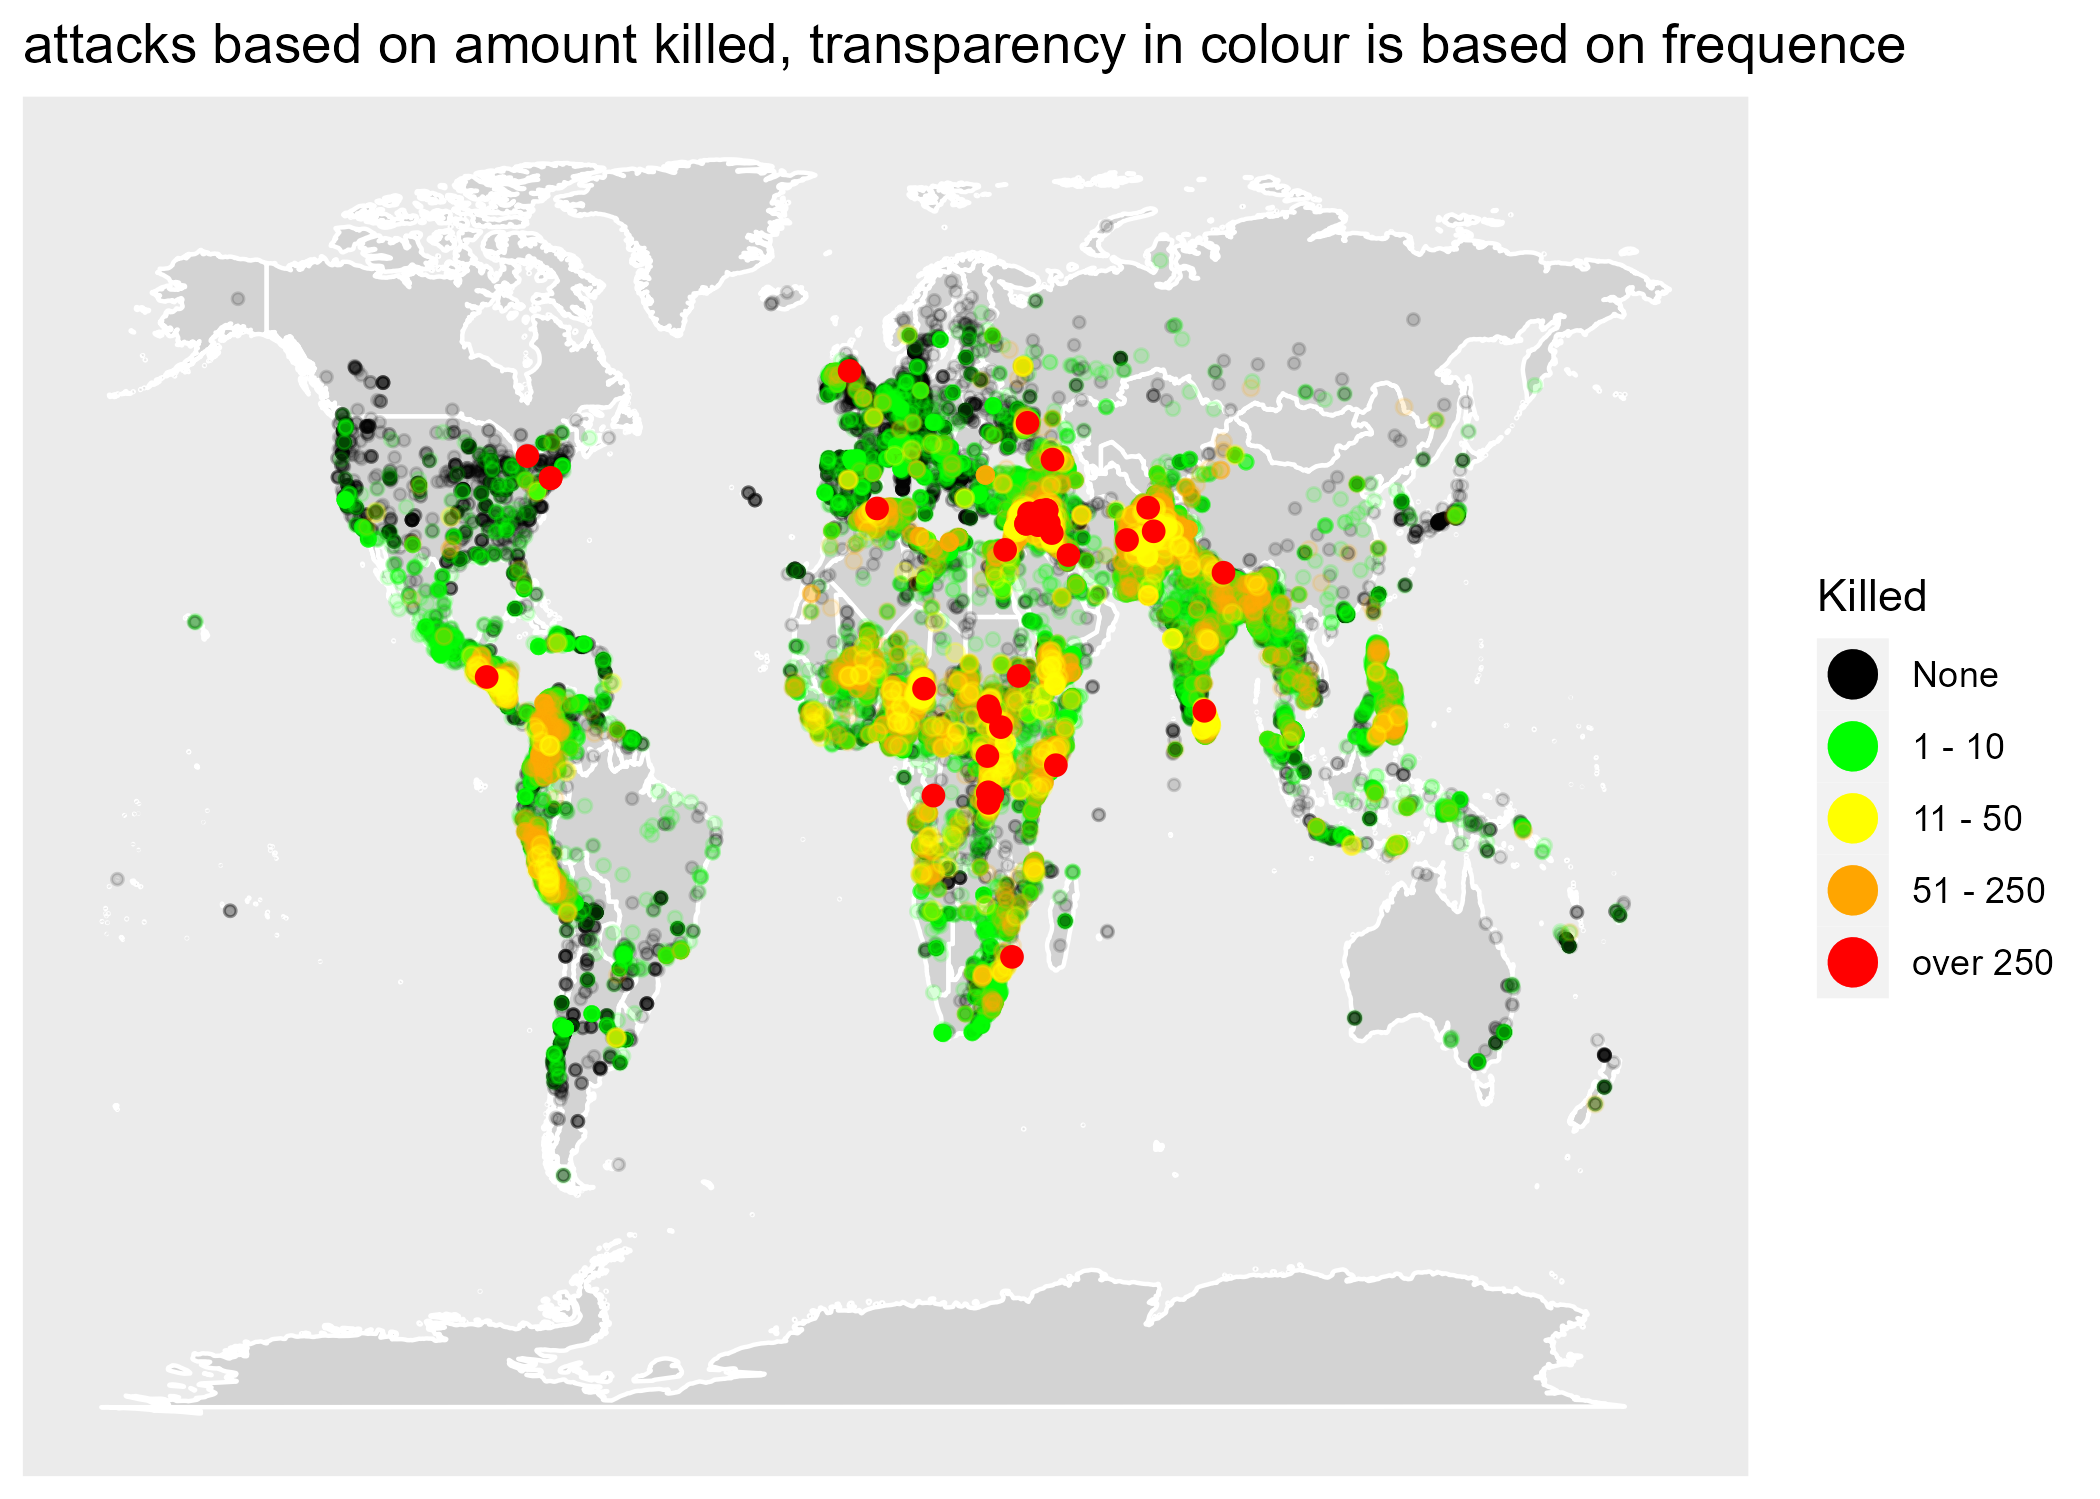 attacks based on amount killed, transparency in colour is based on frequence
Killed
None
1 - 10
11 - 50
51 - 250
over 250